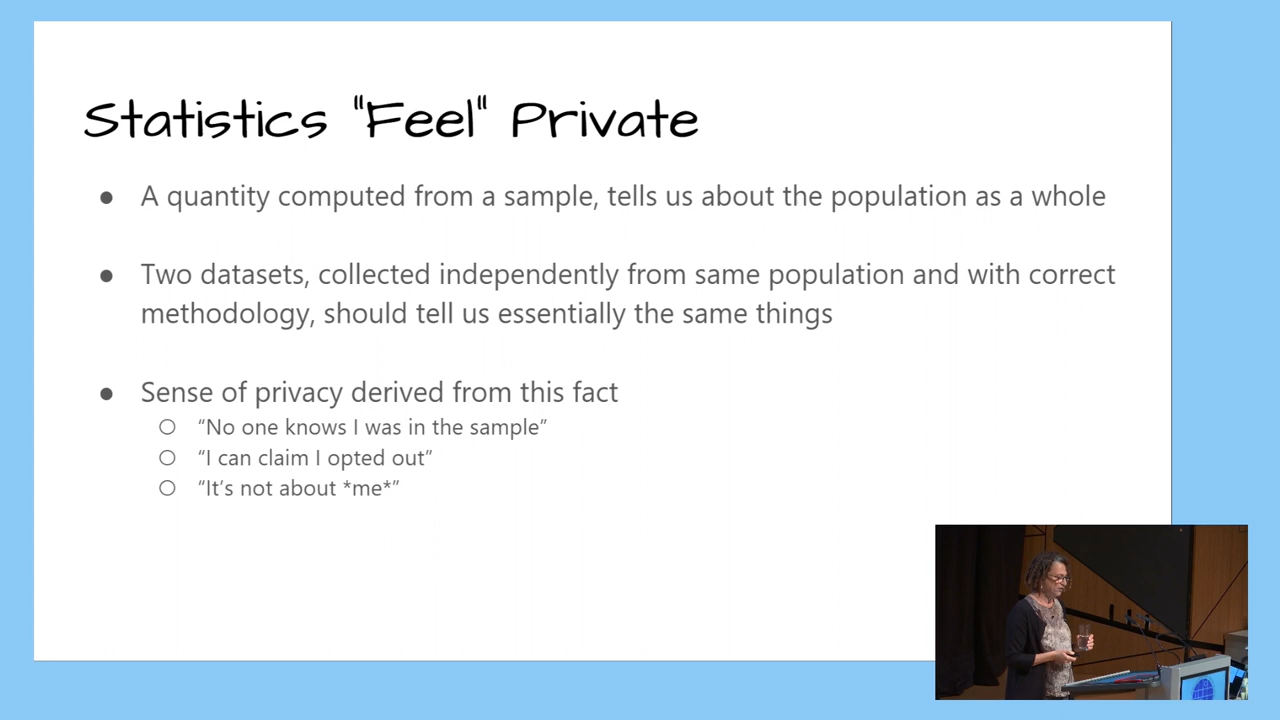 Statistics "Feel" Private
● A quantity computed from a sample, tells us about the population as a whole
● Two datasets, collected independently from same population and with correct
methodology, should tell us essentially the same things
● Sense of privacy derived from this fact
○ “No one knows I was in the sample”
○ “I can claim I opted out”
○ “It’s not about *me*”